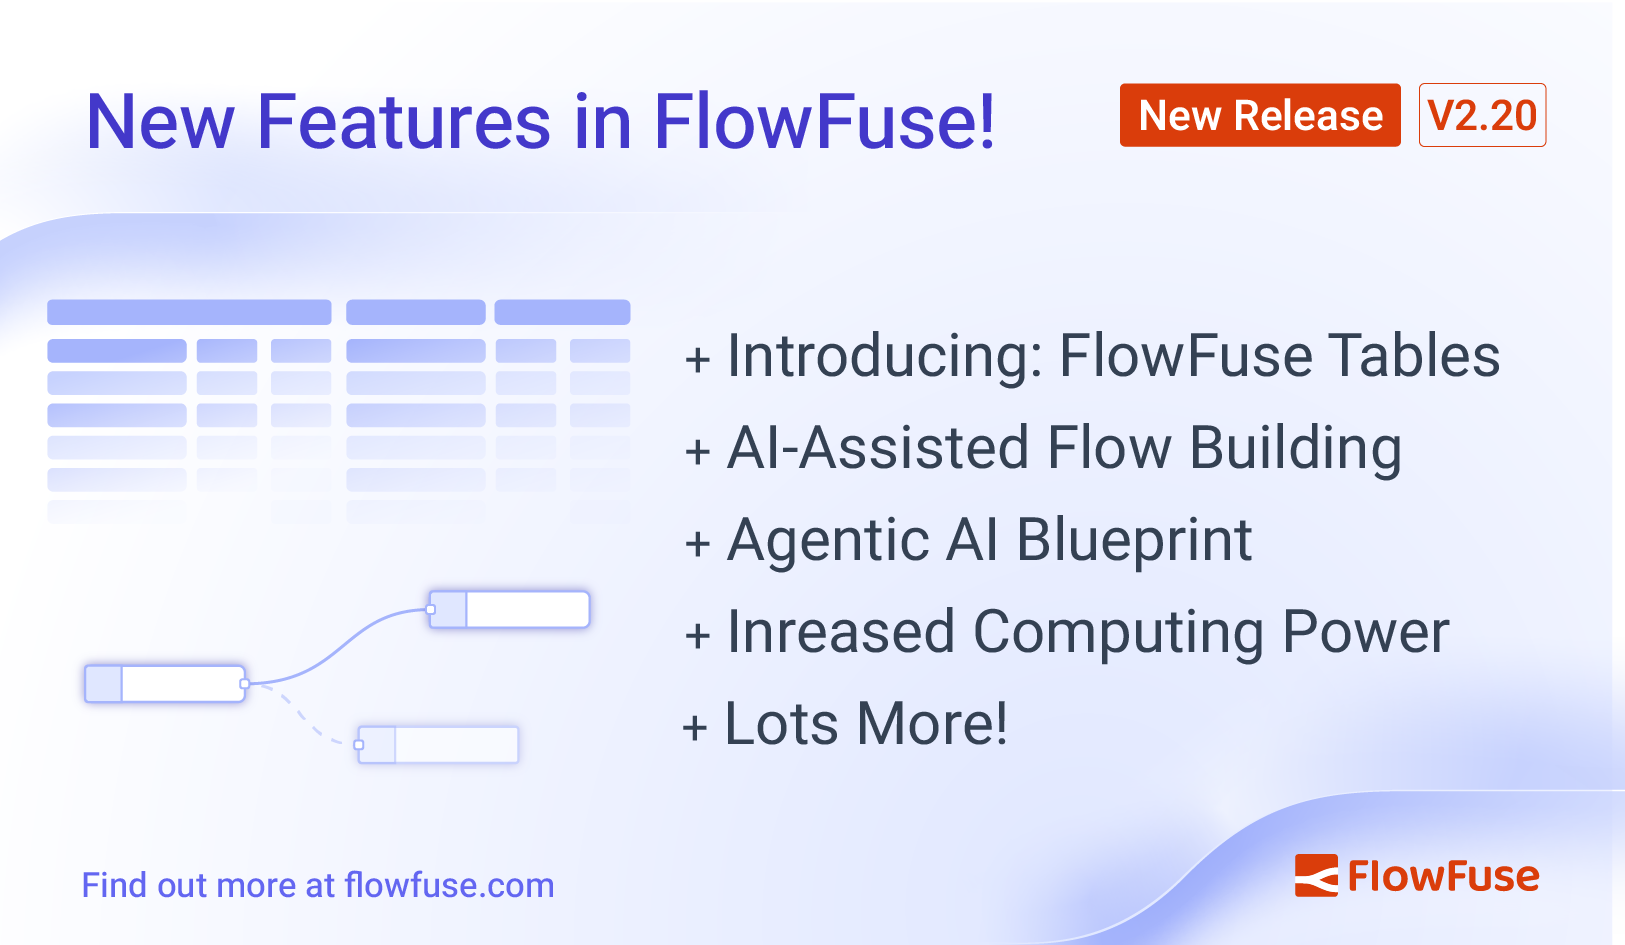 New Features in FlowFuse!
New Release V2.20
+ Introducing: FlowFuse Tables
+ AI-Assisted Flow Building
+ Agentic AI Blueprint
+ Inreased Computing Power
+ Lots More!
Find out more at flowfuse.com
FlowFuse